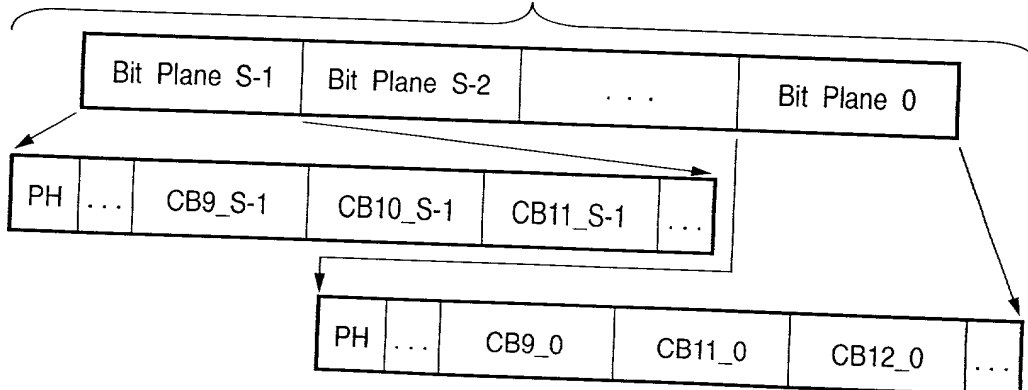 Bit Plane S-1 Bit Plane S-2 ... Bit Plane 0
PH ... CB9_S-1 CB10_S-1 CB11_S-1 ...
PH ... CB9_0 CB11_0 CB12_0 ...